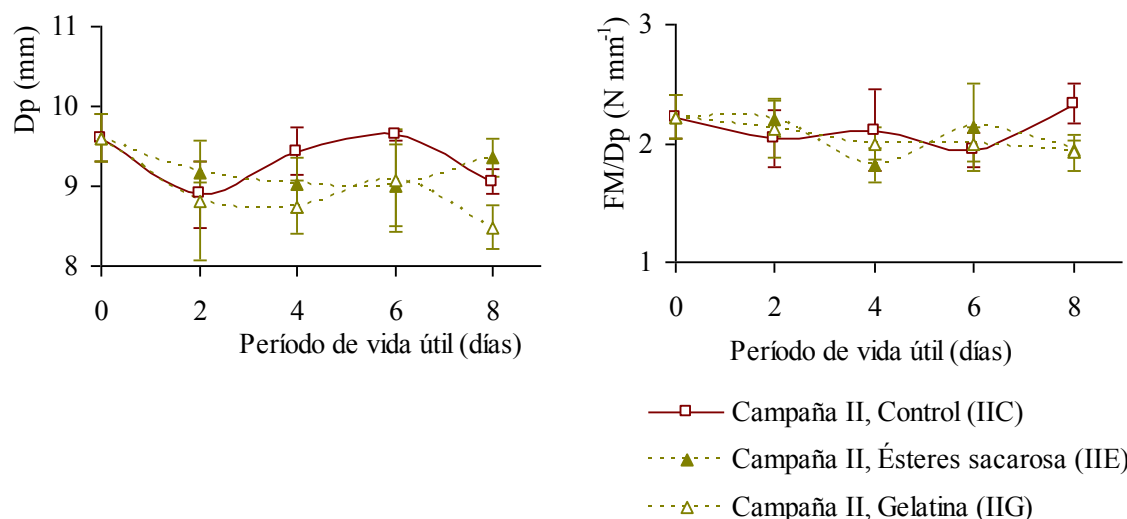 Dp (mm)
11
10
9
8
0 2 4 6 8
Período de vida útil (días)
FM/Dp (N mm-1)
3
2
1
0 2 4 6 8
Período de vida útil (días)
Campaña II, Control (IIC)
Campaña II, Ésteres sacarosa (IIE)
Campaña II, Gelatina (IIG)